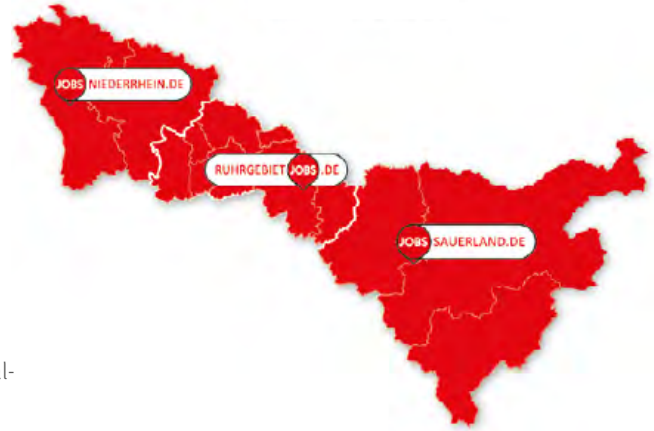 JOBS NIEDERRHEIN.DE
RUHRGEBIET JOBS .DE
JOBS SAUERLAND.DE
l-